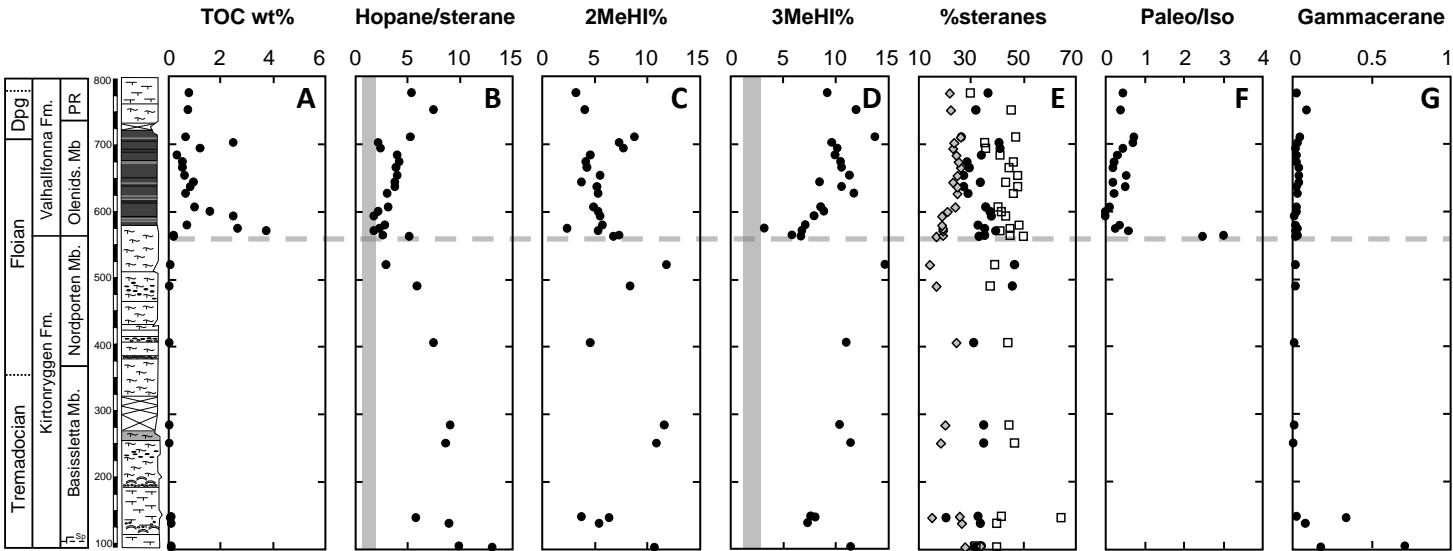 TOC wt%
Hopane/sterane
2MeHI%
3MeHI%
%steranes
Paleo/Iso
Gammacerane
0 2 4 6
0 5 10 15
0 5 10 15
0 5 10 15
10 30 50 70
0 1 2 3 4
0 0.5 1
A
B
C
D
E
F
G
Dpg
Floian
Tremadocian
Valhallfonna Fm.
Kirtonryggen Fm.
PR
Olenids. Mb
Nordporten Mb.
Basissletta Mb.
Sp
800
700
600
500
400
300
200
100